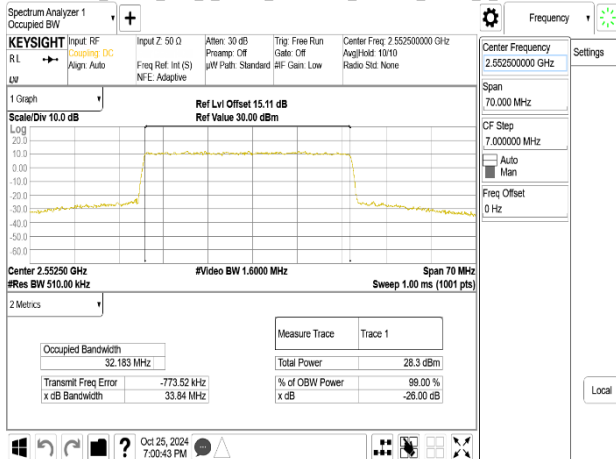 Spectrum Analyzer 1
Occupied BW
Frequency
KEYSIGHT Input: RF Input Z: 50 Ω Atten: 30 dB Trig: Free Run Center Freq: 2.552500000 GHz
RL Coupling: DC Preamp: Off Gate: Off Avg|Hold: 10/10
Align: Auto Freq Ref: Int (S) µW Path: Standard #IF Gain: Low Radio Std: None
NFE: Adaptive
LXI
Center Frequency
2.552500000 GHz
Settings
Span
70.000 MHz
CF Step
7.000000 MHz
Auto
Man
Freq Offset
0 Hz
Local
1 Graph
Ref Lvl Offset 15.11 dB
Scale/Div 10.0 dB Ref Value 30.00 dBm
Log
20.0
10.0
0.00
-10.0
-20.0
-30.0
-40.0
-50.0
-60.0
Center 2.55250 GHz #Video BW 1.6000 MHz Span 70 MHz
#Res BW 510.00 kHz Sweep 1.00 ms (1001 pts)
2 Metrics
Measure Trace Trace 1
Occupied Bandwidth
32.183 MHz Total Power 28.3 dBm
Transmit Freq Error -773.52 kHz % of OBW Power 99.00 %
x dB Bandwidth 33.84 MHz x dB -26.00 dB
? Oct 25, 2024
7:00:43 PM